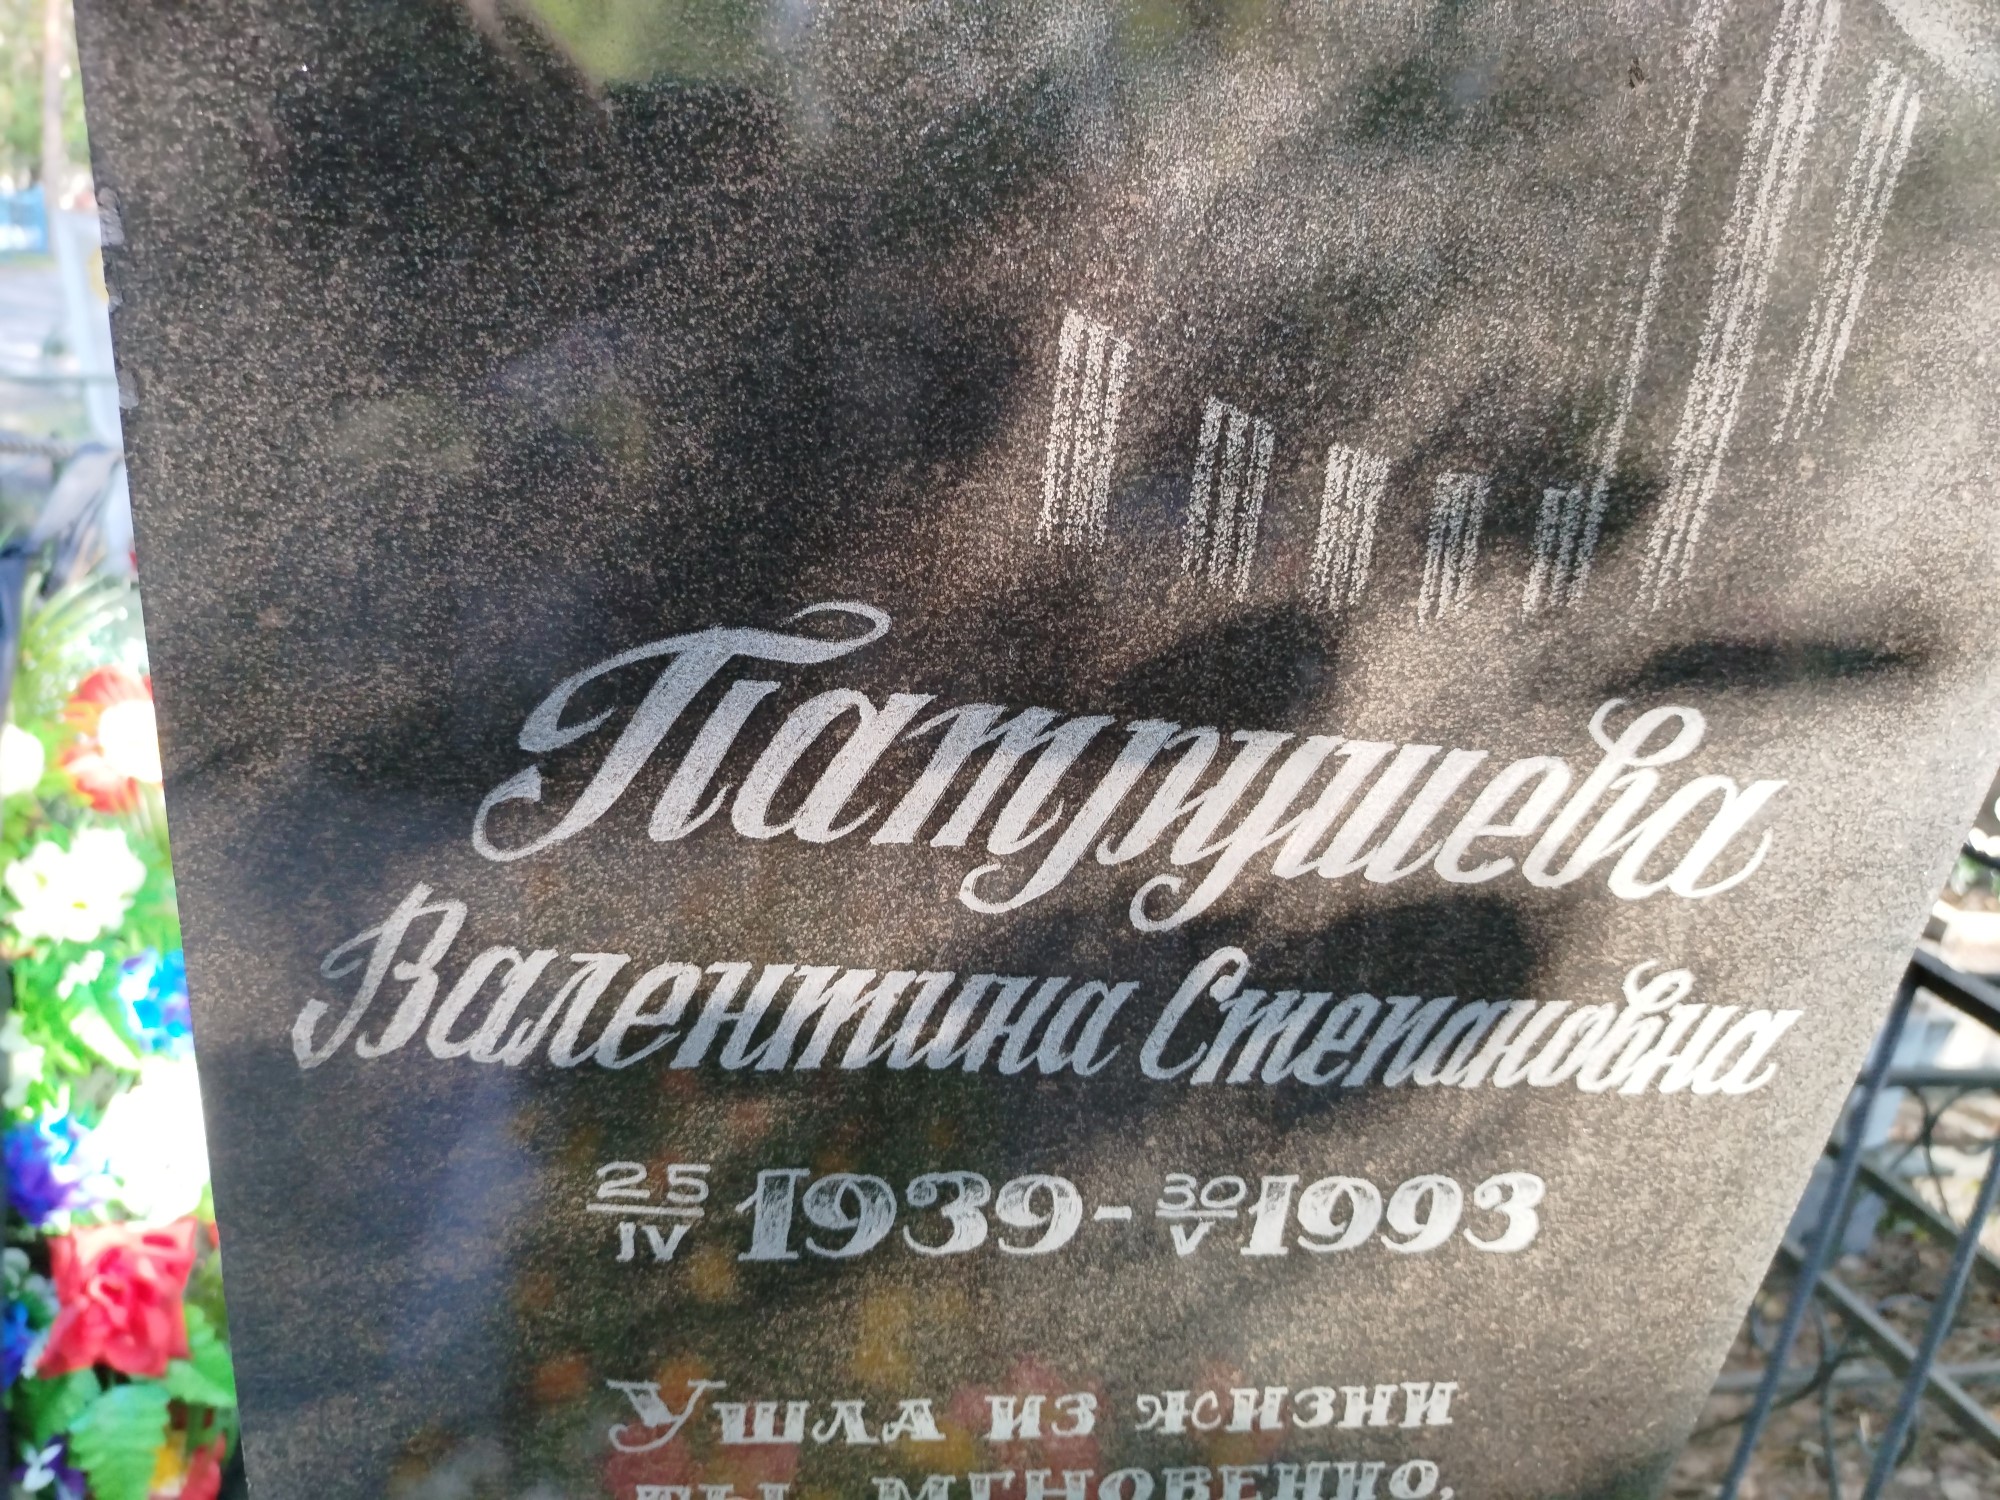 Патрушева
Валентина Степановна
25/IV 1939 - 30/V 1993
Ушла из жизни
ты мгновенно,